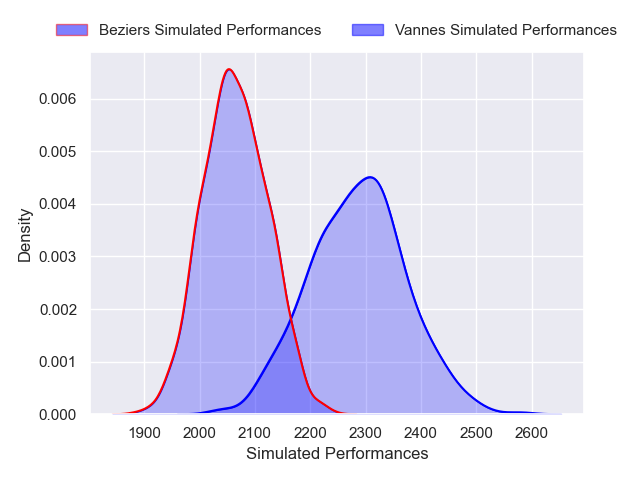 Beziers Simulated Performances Vannes Simulated Performances
0.006
0.005
0.004
0.003
0.002
0.001
0.000
Density
1900 2000 2100 2200 2300 2400 2500 2600
Simulated Performances